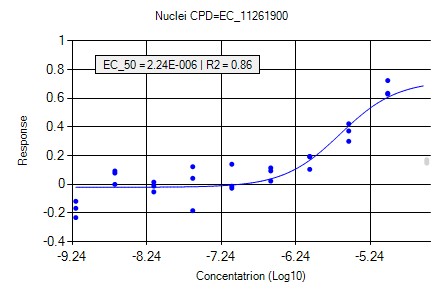 Nuclei CPD=EC_11261900
EC_50 = 2.24E-006 | R2 = 0.86
1
0.8
0.6
0.4
0.2
0
-0.2
-0.4
Response
-9.24 -8.24 -7.24 -6.24 -5.24
Concentatrion (Log10)